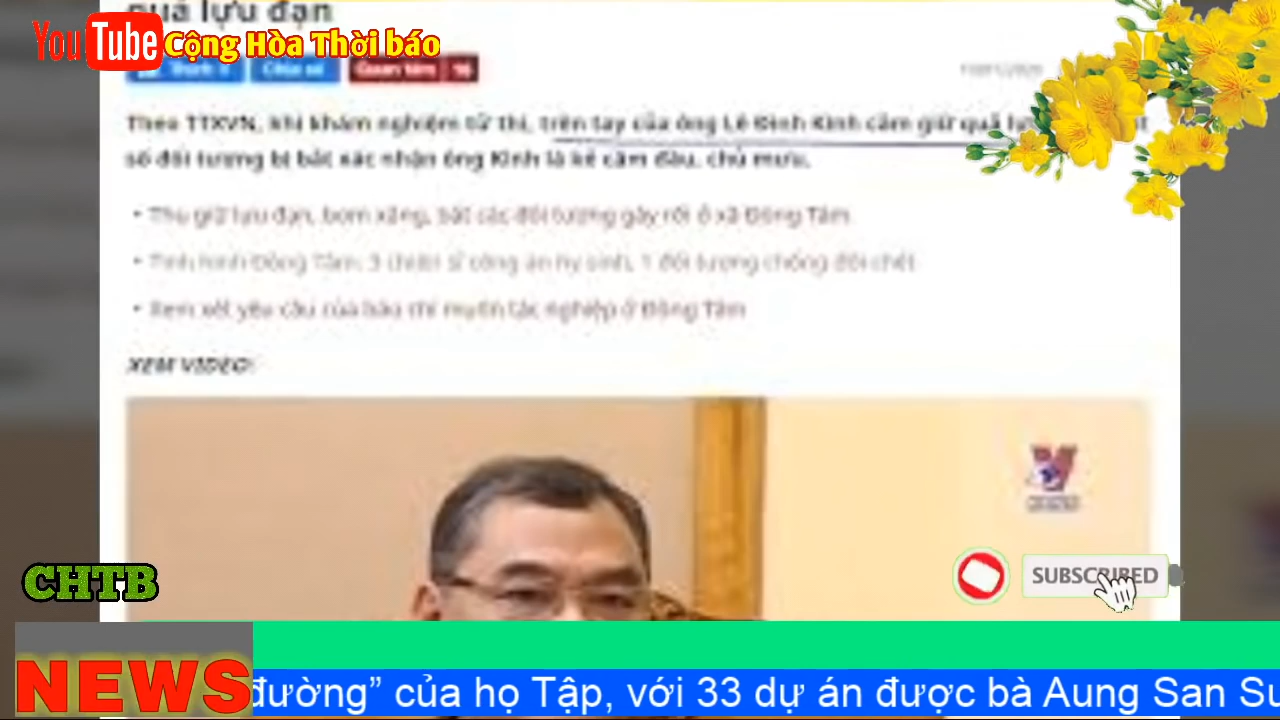 quả lựu đạn
YouTube Cộng Hòa Thời báo
Chia sẻ
Theo TTXVN, khi khám nghiệm tử thi, trên tay của ông Lê Đình Kình cầm giữ quả
số đối tượng bị bắt xác nhận ông Kình là kẻ cầm đầu, chủ mưu.
• Thu giữ lựu đạn, bom xăng, bắt các đối tượng gây rối ở xã Đồng Tâm
• Tình hình Đồng Tâm: 3 chiến sĩ công an hy sinh, 1 đối tượng chống đối chết
• Xem xét yêu cầu của báo chí muốn tác nghiệp ở Đồng Tâm
XEM VIDEO:
SUBSCRIBED
CHTB
NEWS
đường” của họ Tập, với 33 dự án được bà Aung San Su